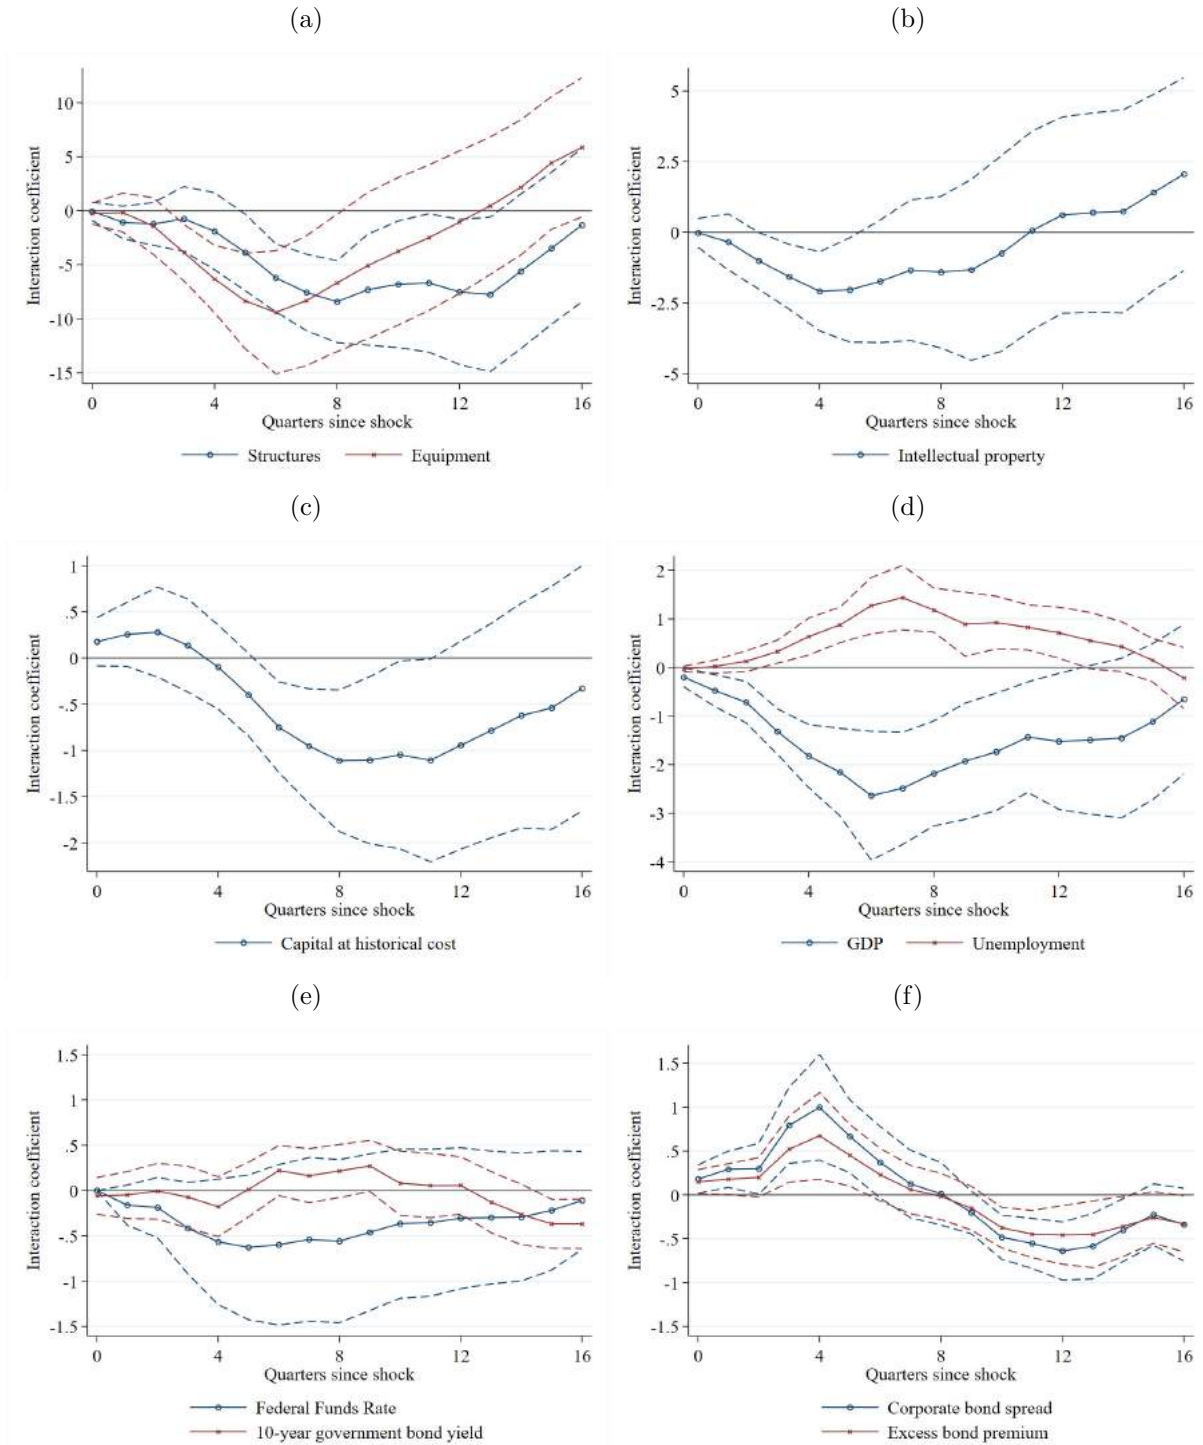 (a)
(b)
Interaction coefficient
10
5
0
-5
-10
-15
0 4 8 12 16
Quarters since shock
Structures Equipment
Interaction coefficient
5
2.5
0
-2.5
-5
0 4 8 12 16
Quarters since shock
Intellectual property
(c)
(d)
Interaction coefficient
1
.5
0
-.5
-1
-1.5
-2
0 4 8 12 16
Quarters since shock
Capital at historical cost
Interaction coefficient
2
1
0
-1
-2
-3
-4
0 4 8 12 16
Quarters since shock
GDP Unemployment
(e)
(f)
Interaction coefficient
1.5
1
0.5
0
-.5
-1
-1.5
0 4 8 12 16
Quarters since shock
Federal Funds Rate
10-year government bond yield
Interaction coefficient
1.5
1
.5
0
-.5
-1
-1.5
0 4 8 12 16
Quarters since shock
Corporate bond spread
Excess bond premium